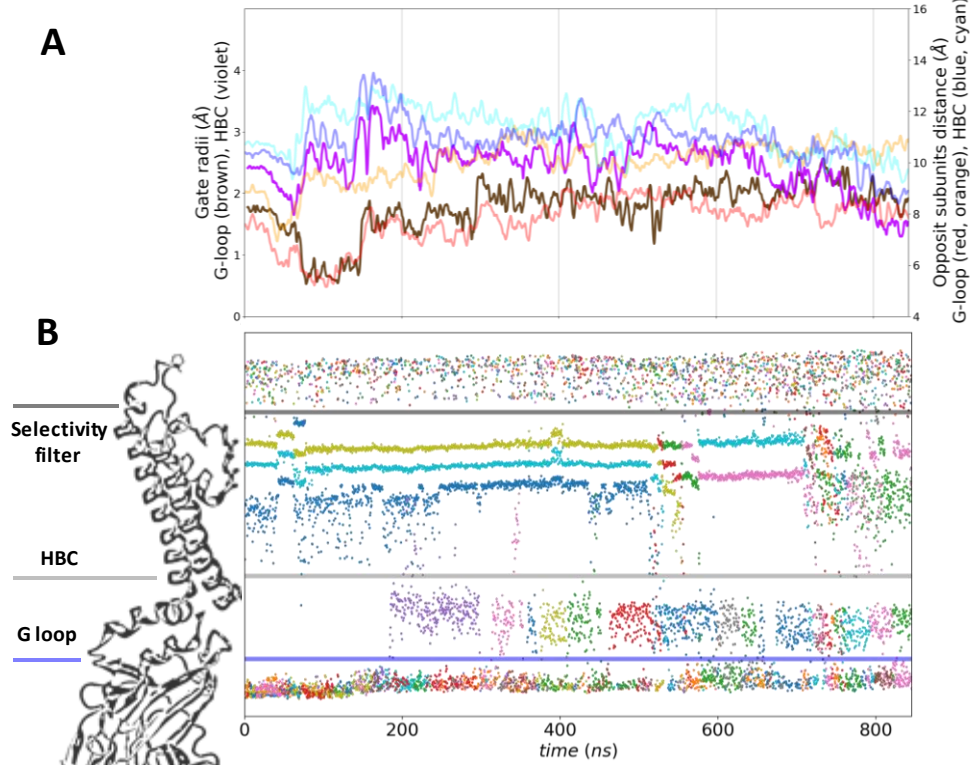 A
Gate radii (Å)
G-loop (brown), HBC (violet)
4
3
2
1
0
16
14
12
10
8
6
4
Opposit subunits distance (Å)
G-loop (red, orange), HBC (blue, cyan)
B
Selectivity
filter
HBC
G loop
0 200 400 600 800
time (ns)